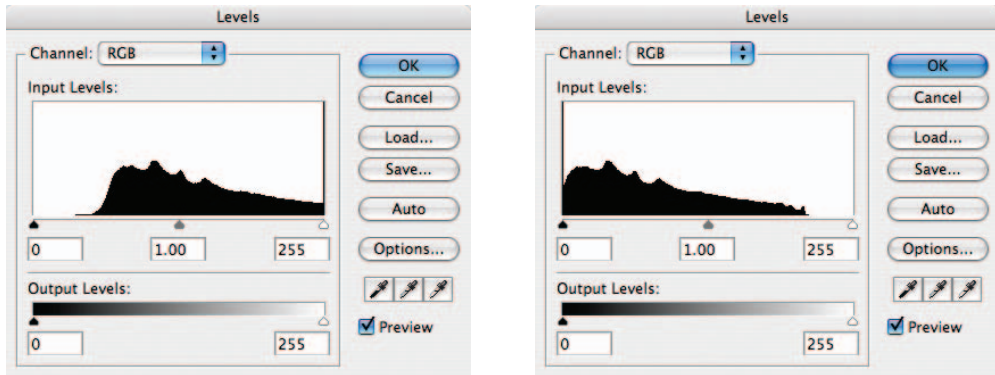 Levels
Channel: RGB
OK
Input Levels:
Cancel
Load...
Save...
Auto
0
1.00
255
Options...
Output Levels:
Preview
0
255
Levels
Channel: RGB
OK
Input Levels:
Cancel
Load...
Save...
Auto
0
1.00
255
Options...
Output Levels:
Preview
0
255